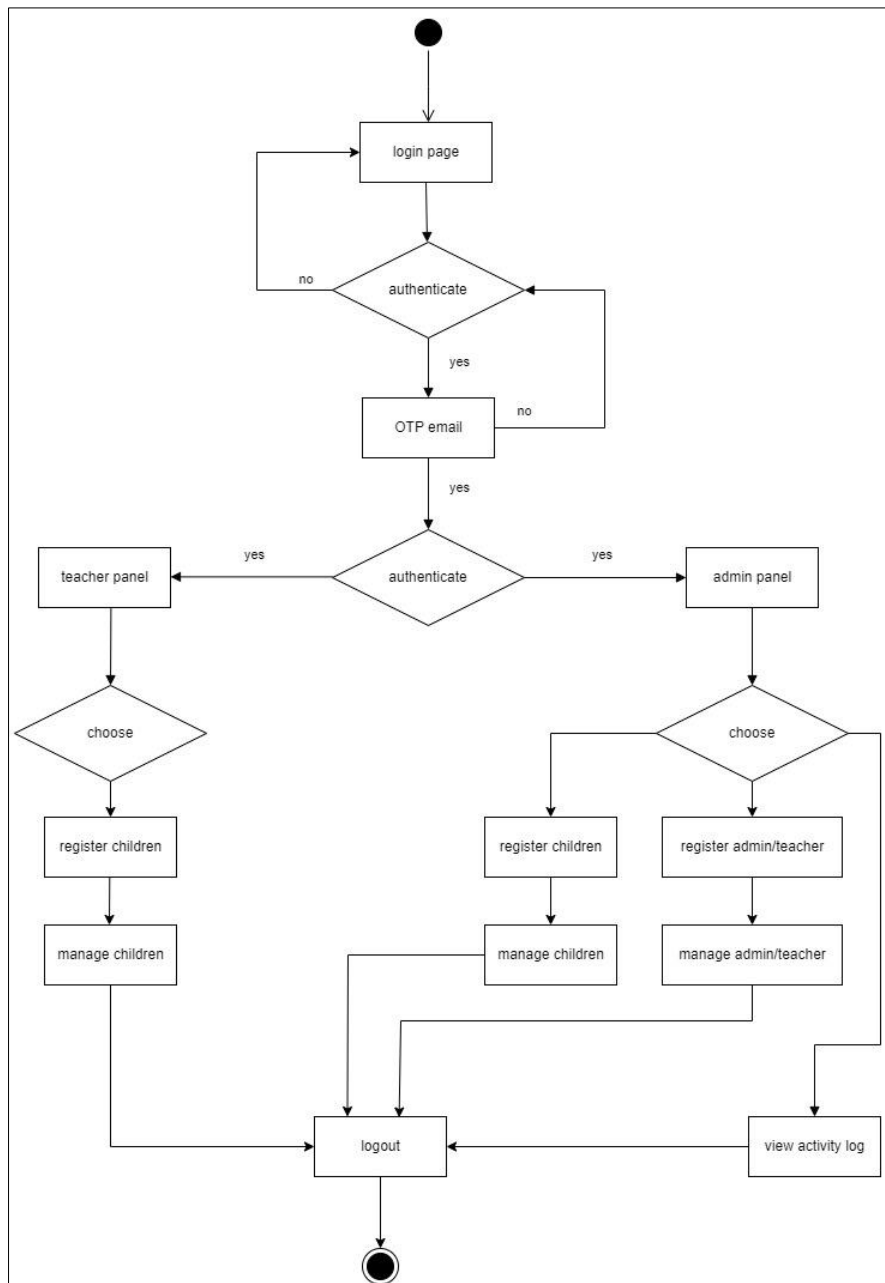 login page
no
authenticate
yes
OTP email
no
yes
teacher panel
yes
authenticate
yes
admin panel
choose
choose
register children
register children
register admin/teacher
manage children
manage children
manage admin/teacher
logout
view activity log